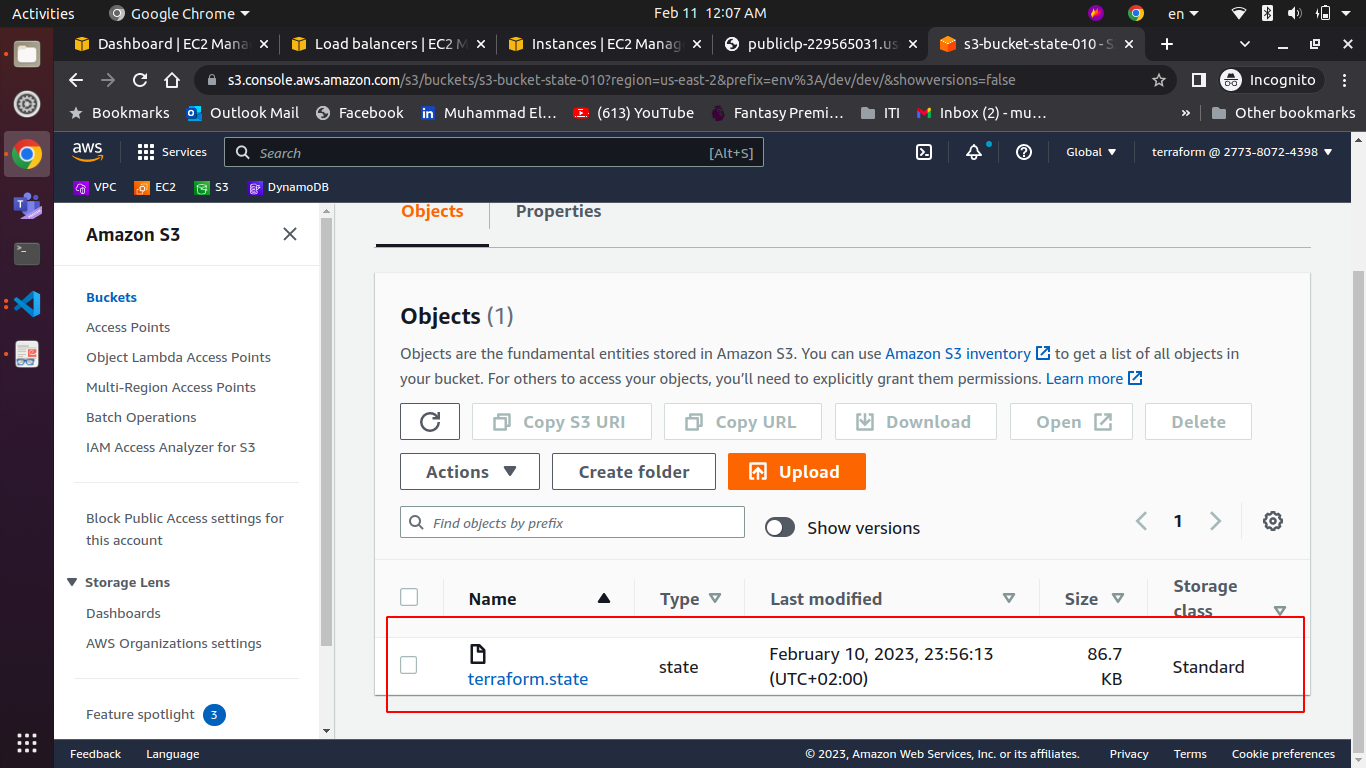 Activities
Google Chrome
Feb 11 12:07 AM
en
Dashboard | EC2 Mana
Load balancers | EC2 M
Instances | EC2 Manag
publiclp-229565031.us
s3-bucket-state-010 - S
s3.console.aws.amazon.com/s3/buckets/s3-bucket-state-010?region=us-east-2&prefix=env%3A/dev/dev/&showversions=false
Incognito
Bookmarks
Outlook Mail
Facebook
Muhammad El...
(613) YouTube
Fantasy Premi...
ITI
Inbox (2) - mu...
»
Other bookmarks
aws
Services
Search
[Alt+S]
Global
terraform @ 2773-8072-4398
VPC
EC2
S3
DynamoDB
Amazon S3
Buckets
Access Points
Object Lambda Access Points
Multi-Region Access Points
Batch Operations
IAM Access Analyzer for S3
Block Public Access settings for
this account
Storage Lens
Dashboards
AWS Organizations settings
Feature spotlight 3
Objects
Properties
Objects (1)
Objects are the fundamental entities stored in Amazon S3. You can use Amazon S3 inventory to get a list of all objects in
your bucket. For others to access your objects, you’ll need to explicitly grant them permissions. Learn more
Copy S3 URI
Copy URL
Download
Open
Delete
Actions
Create folder
Upload
Find objects by prefix
Show versions
1
Name
Type
Last modified
Size
Storage
class
terraform.state
state
February 10, 2023, 23:56:13
(UTC+02:00)
86.7
KB
Standard
Feedback
Language
© 2023, Amazon Web Services, Inc. or its affiliates.
Privacy
Terms
Cookie preferences